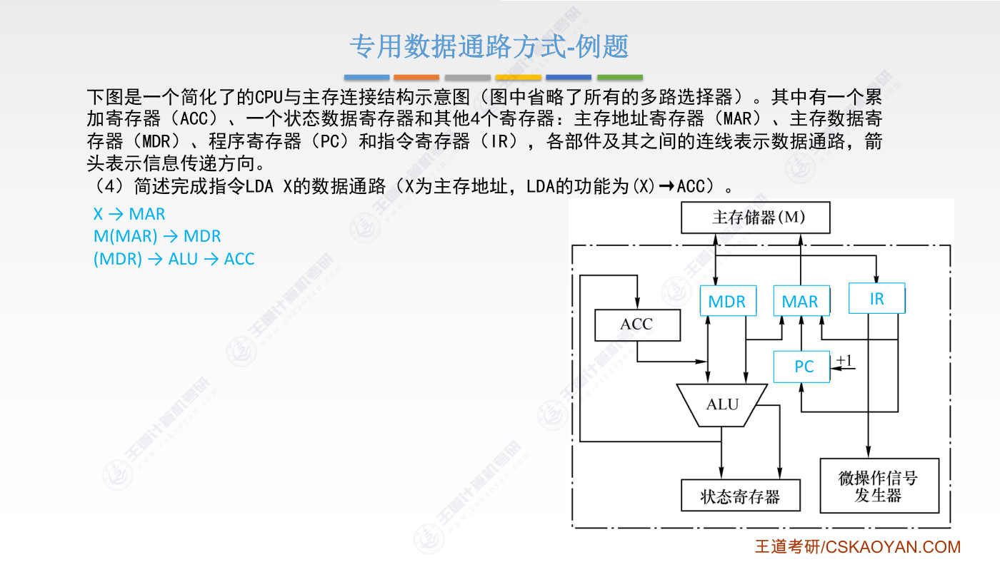 专用数据通路方式-例题
下图是一个简化了的CPU与主存连接结构示意图（图中省略了所有的多路选择器）。其中有一个累
加寄存器（ACC）、一个状态数据寄存器和其他4个寄存器：主存地址寄存器（MAR）、主存数据寄
存器（MDR）、程序寄存器（PC）和指令寄存器（IR），各部件及其之间的连线表示数据通路，箭
头表示信息传递方向。
（4）简述完成指令LDA X的数据通路（X为主存地址，LDA的功能为(X)→ACC）。
X → MAR
M(MAR) → MDR
(MDR) → ALU → ACC
主存储器(M)
MDR
MAR
IR
ACC
PC
+1
ALU
状态寄存器
微操作信号
发生器
王道考研/CSKAOYAN.COM